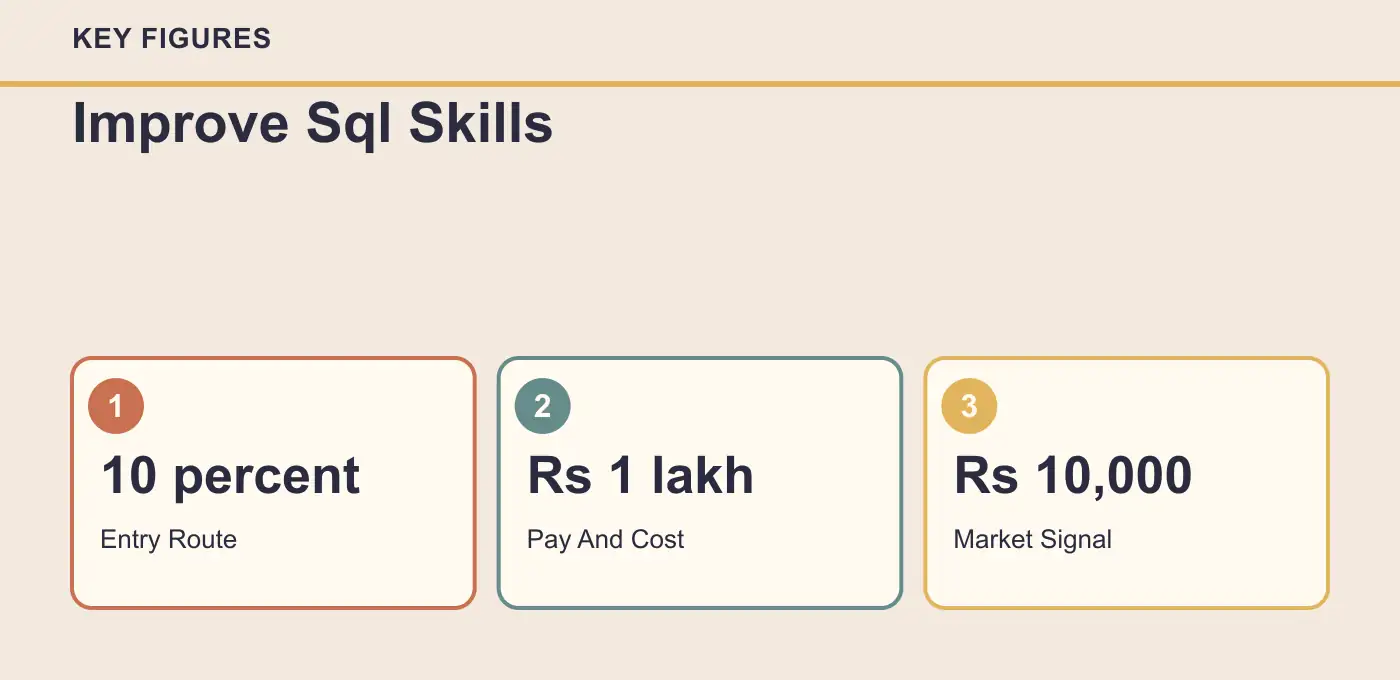 KEY FIGURES
Improve Sql Skills
1
10 percent
Entry Route
2
Rs 1 lakh
Pay And Cost
3
Rs 10,000
Market Signal